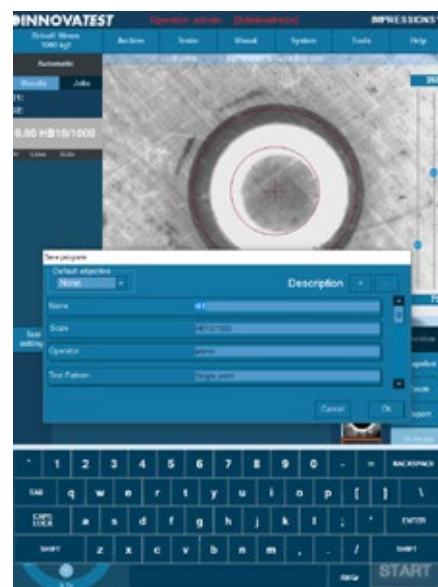 INNOVATEST Operator: admin [Administrator] IMPRESSIONS
Brinell 10mm
1000 kgf
Archive Tester Visual System Tools Help
Automatic
Results Jobs
0.00 HB10/1000
Save program
Default objective
None
Description + -
Name
Scale HB10/1000
Operator admin
Test Pattern Single point
Cancel Ok
` 1 2 3 4 5 6 7 8 9 0 - = BACKSPACE
TAB q w e r t y u i o p [ ] \
CAPS LOCK a s d f g h j k l ; ' ENTER
SHIFT z x c v b n m , . / SHIFT
START